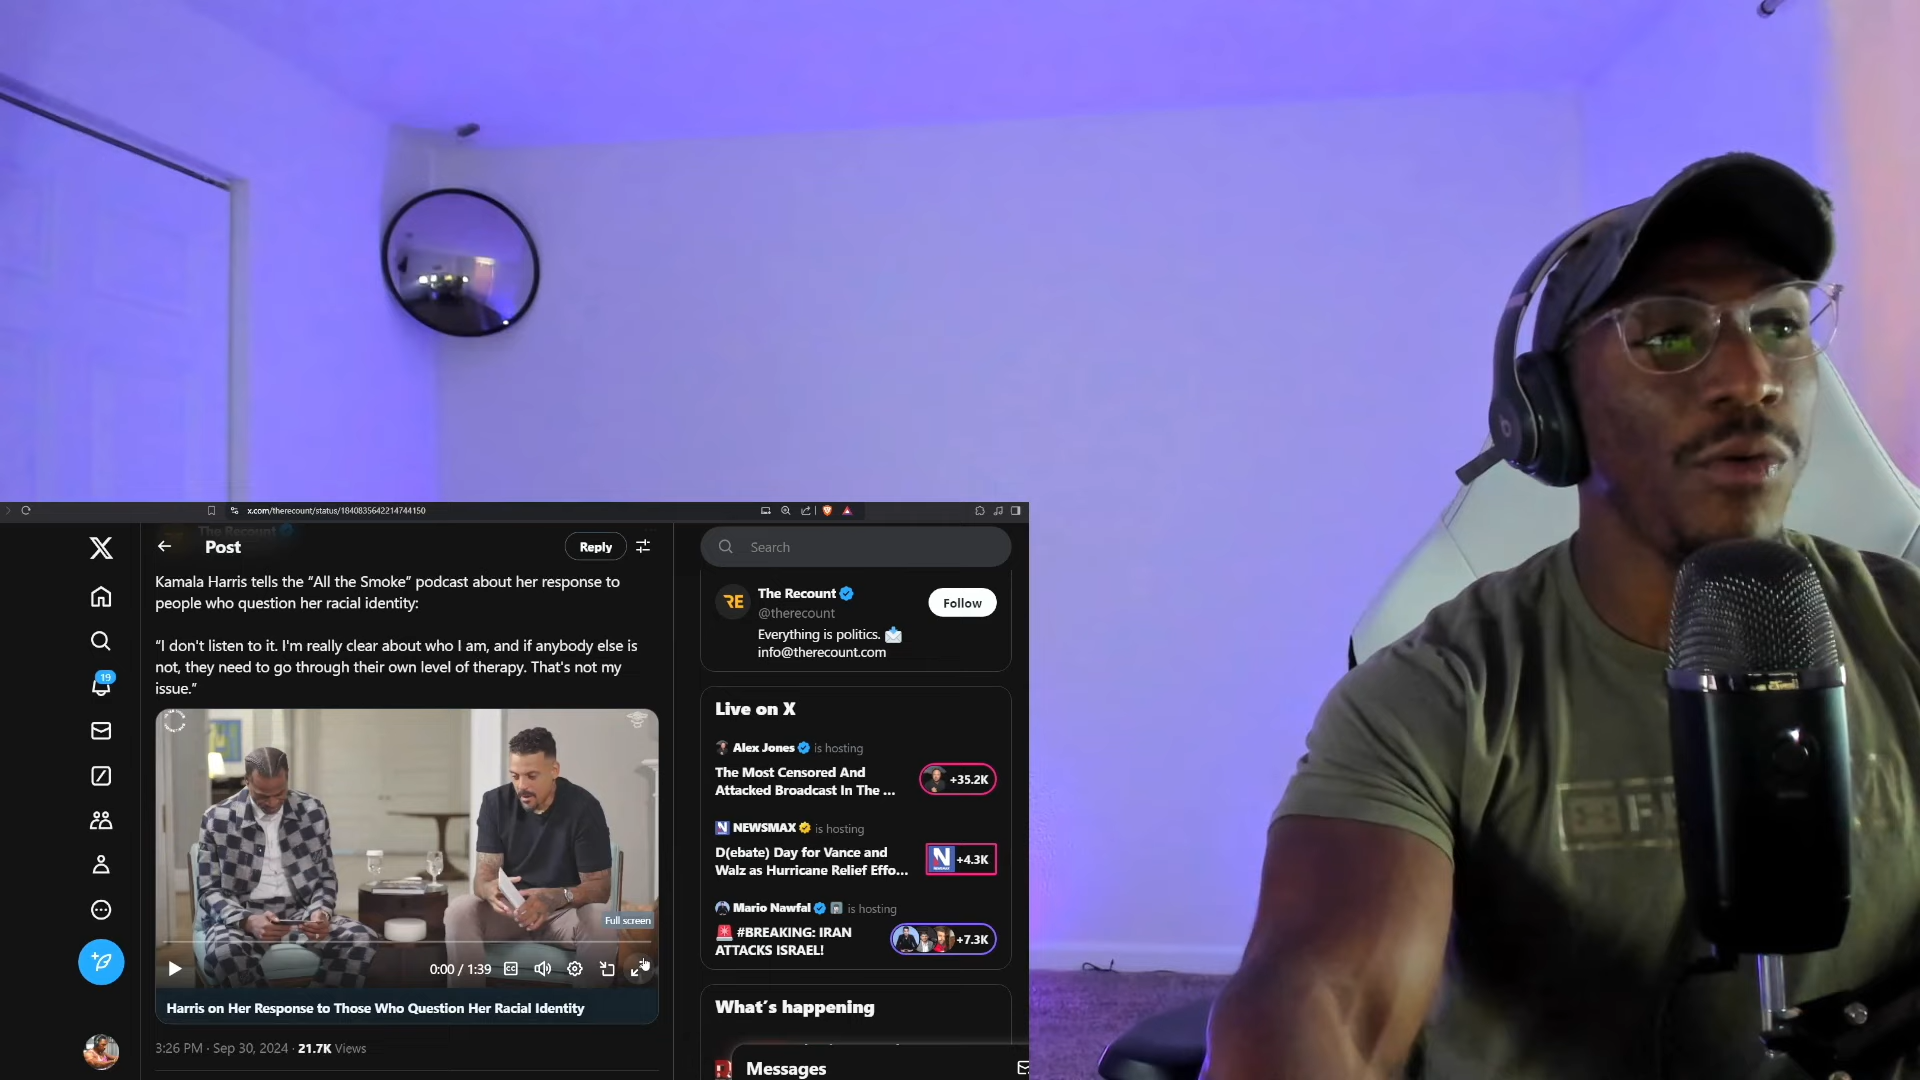 x.com/therecount/status/1840835642214744150
The Recount
Post
Reply
Kamala Harris tells the “All the Smoke” podcast about her response to
people who question her racial identity:
“I don't listen to it. I'm really clear about who I am, and if anybody else is
not, they need to go through their own level of therapy. That's not my
issue.”
19
Full screen
0:00 / 1:39
CC
Harris on Her Response to Those Who Question Her Racial Identity
3:26 PM · Sep 30, 2024 · 21.7K Views
Search
RE
The Recount
@therecount
Follow
Everything is politics.
info@therecount.com
Live on X
Alex Jones is hosting
The Most Censored And
Attacked Broadcast In The ...
+35.2K
NEWSMAX is hosting
D(ebate) Day for Vance and
Walz as Hurricane Relief Effo...
N +4.3K
Mario Nawfal is hosting
#BREAKING: IRAN
ATTACKS ISRAEL!
+7.3K
What's happening
Messages